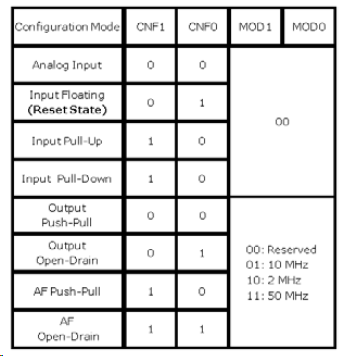 Configuration Mode CNF1 CNF0 MOD1 MOD0
Analog Input 0 0
Input Floating
(Reset State) 0 1
00
Input Pull-Up 1 0
Input Pull-Down 1 0
Output
Push-Pull 0 0
Output
Open-Drain 0 1
00: Reserved
01: 10 MHz
10: 2 MHz
11: 50 MHz
AF Push-Pull 1 0
AF
Open-Drain 1 1